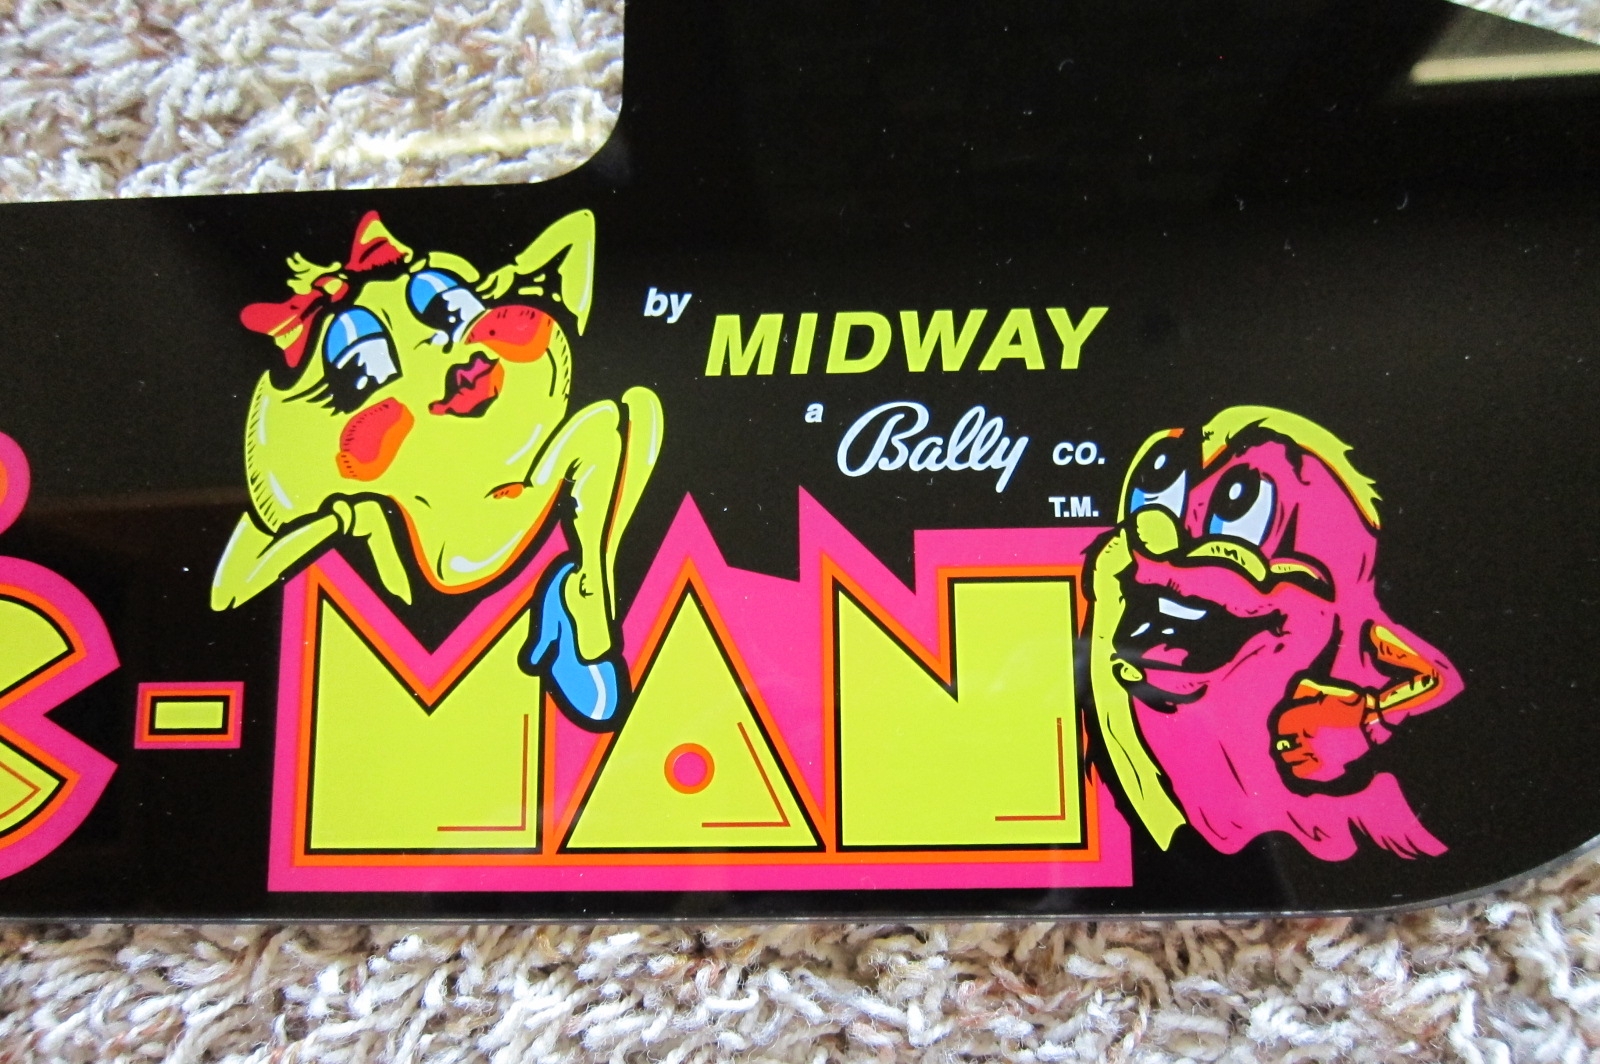 by MIDWAY
a Bally co.
T.M.
C-MAN